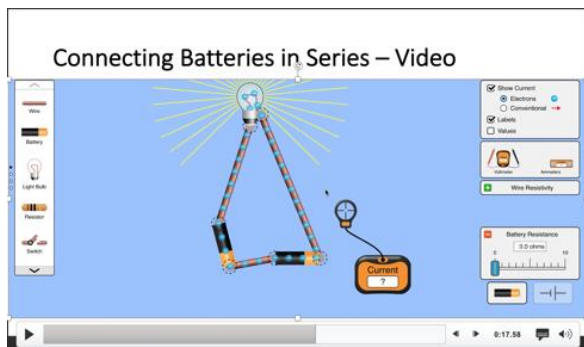 Connecting Batteries in Series – Video
Wire
Battery
Light Bulb
Resistor
Switch
Show Current
Electrons
Conventional
Labels
Values
Voltmeter
Ammeters
Wire Resistivity
Battery Resistance
0.0 ohms
0
10
Current
?
0:17.58